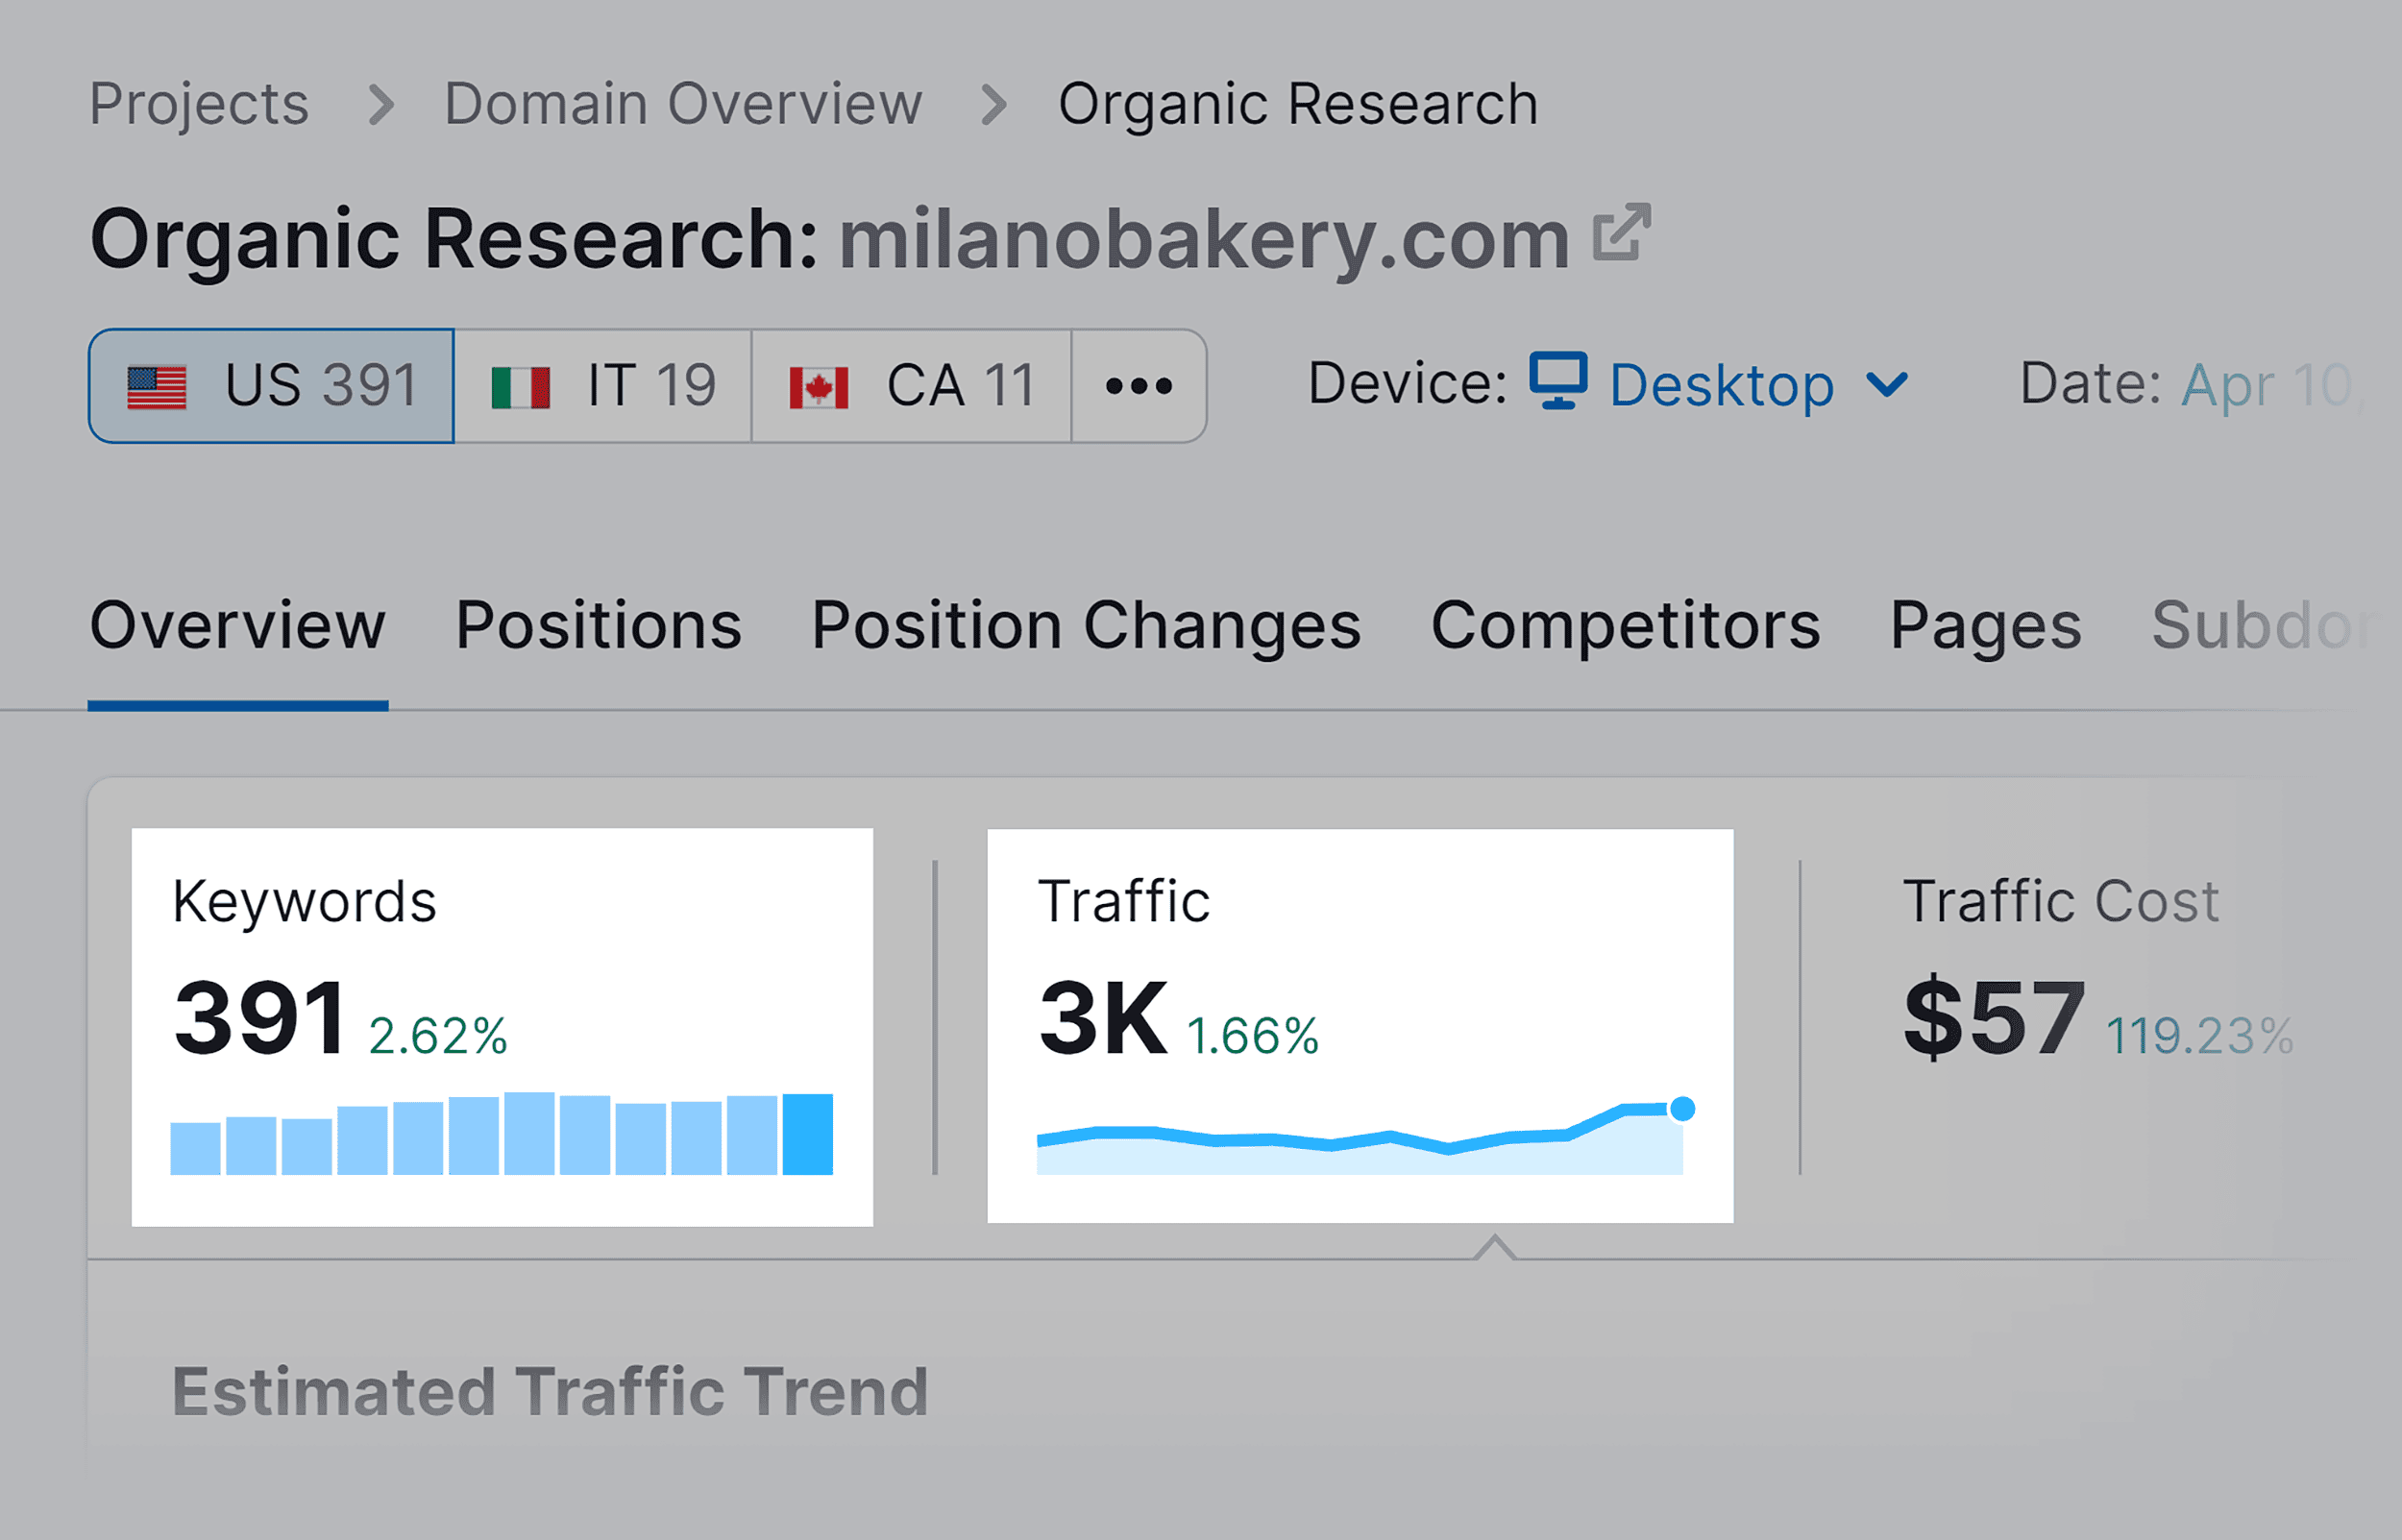 Projects > Domain Overview > Organic Research
Organic Research: milanobakery.com
US 391 IT 19 CA 11 ••• Device: Desktop Date: Apr 10,
Overview Positions Position Changes Competitors Pages Subdor
Keywords Traffic Traffic Cost
391 2.62% 3K 1.66% $57 119.23%
Estimated Traffic Trend